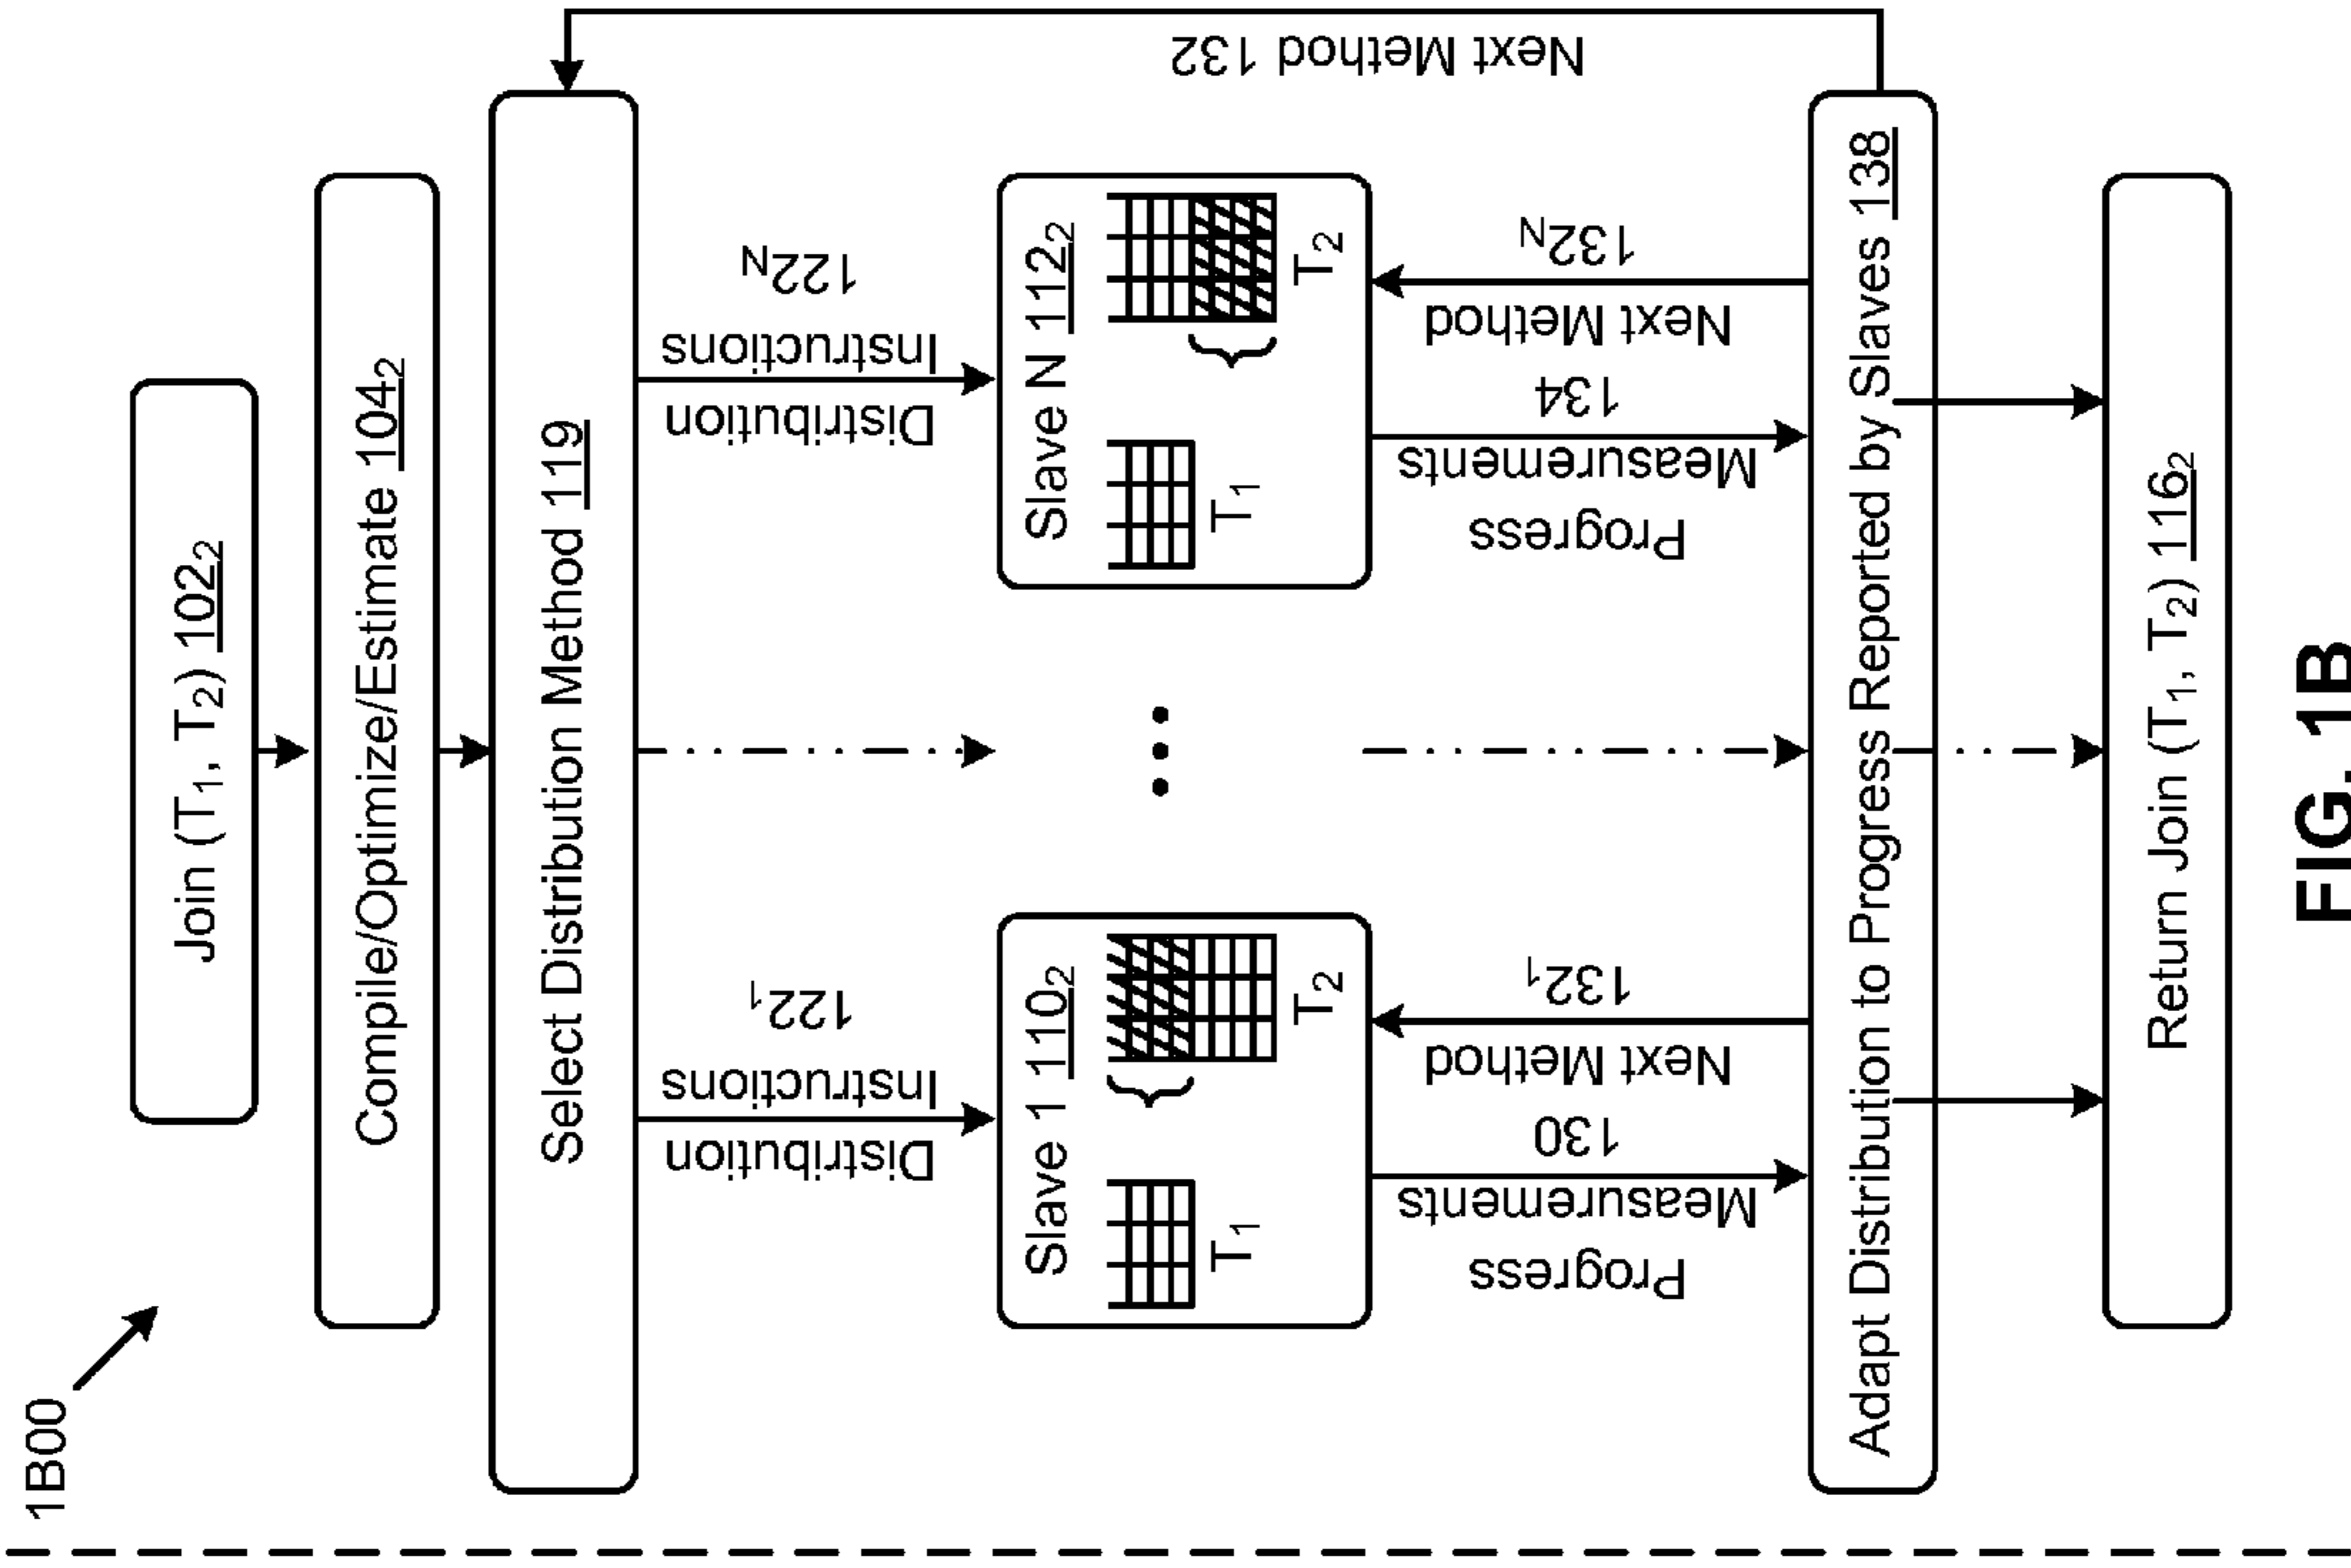 1B00
Join (T₁, T₂) 102₂
Compile/Optimize/Estimate 104₂
Select Distribution Method 119
Distribution
Instructions
122₁
Distribution
Instructions
122N
Slave 1 110₂
T₁
T₂
Slave N 112₂
T₁
T₂
Progress
Measurements
130
Next Method
132₁
Progress
Measurements
134
Next Method
132N
Next Method 132
Adapt Distribution to Progress Reported by Slaves 138
Return Join (T₁, T₂) 116₂
FIG. 1B